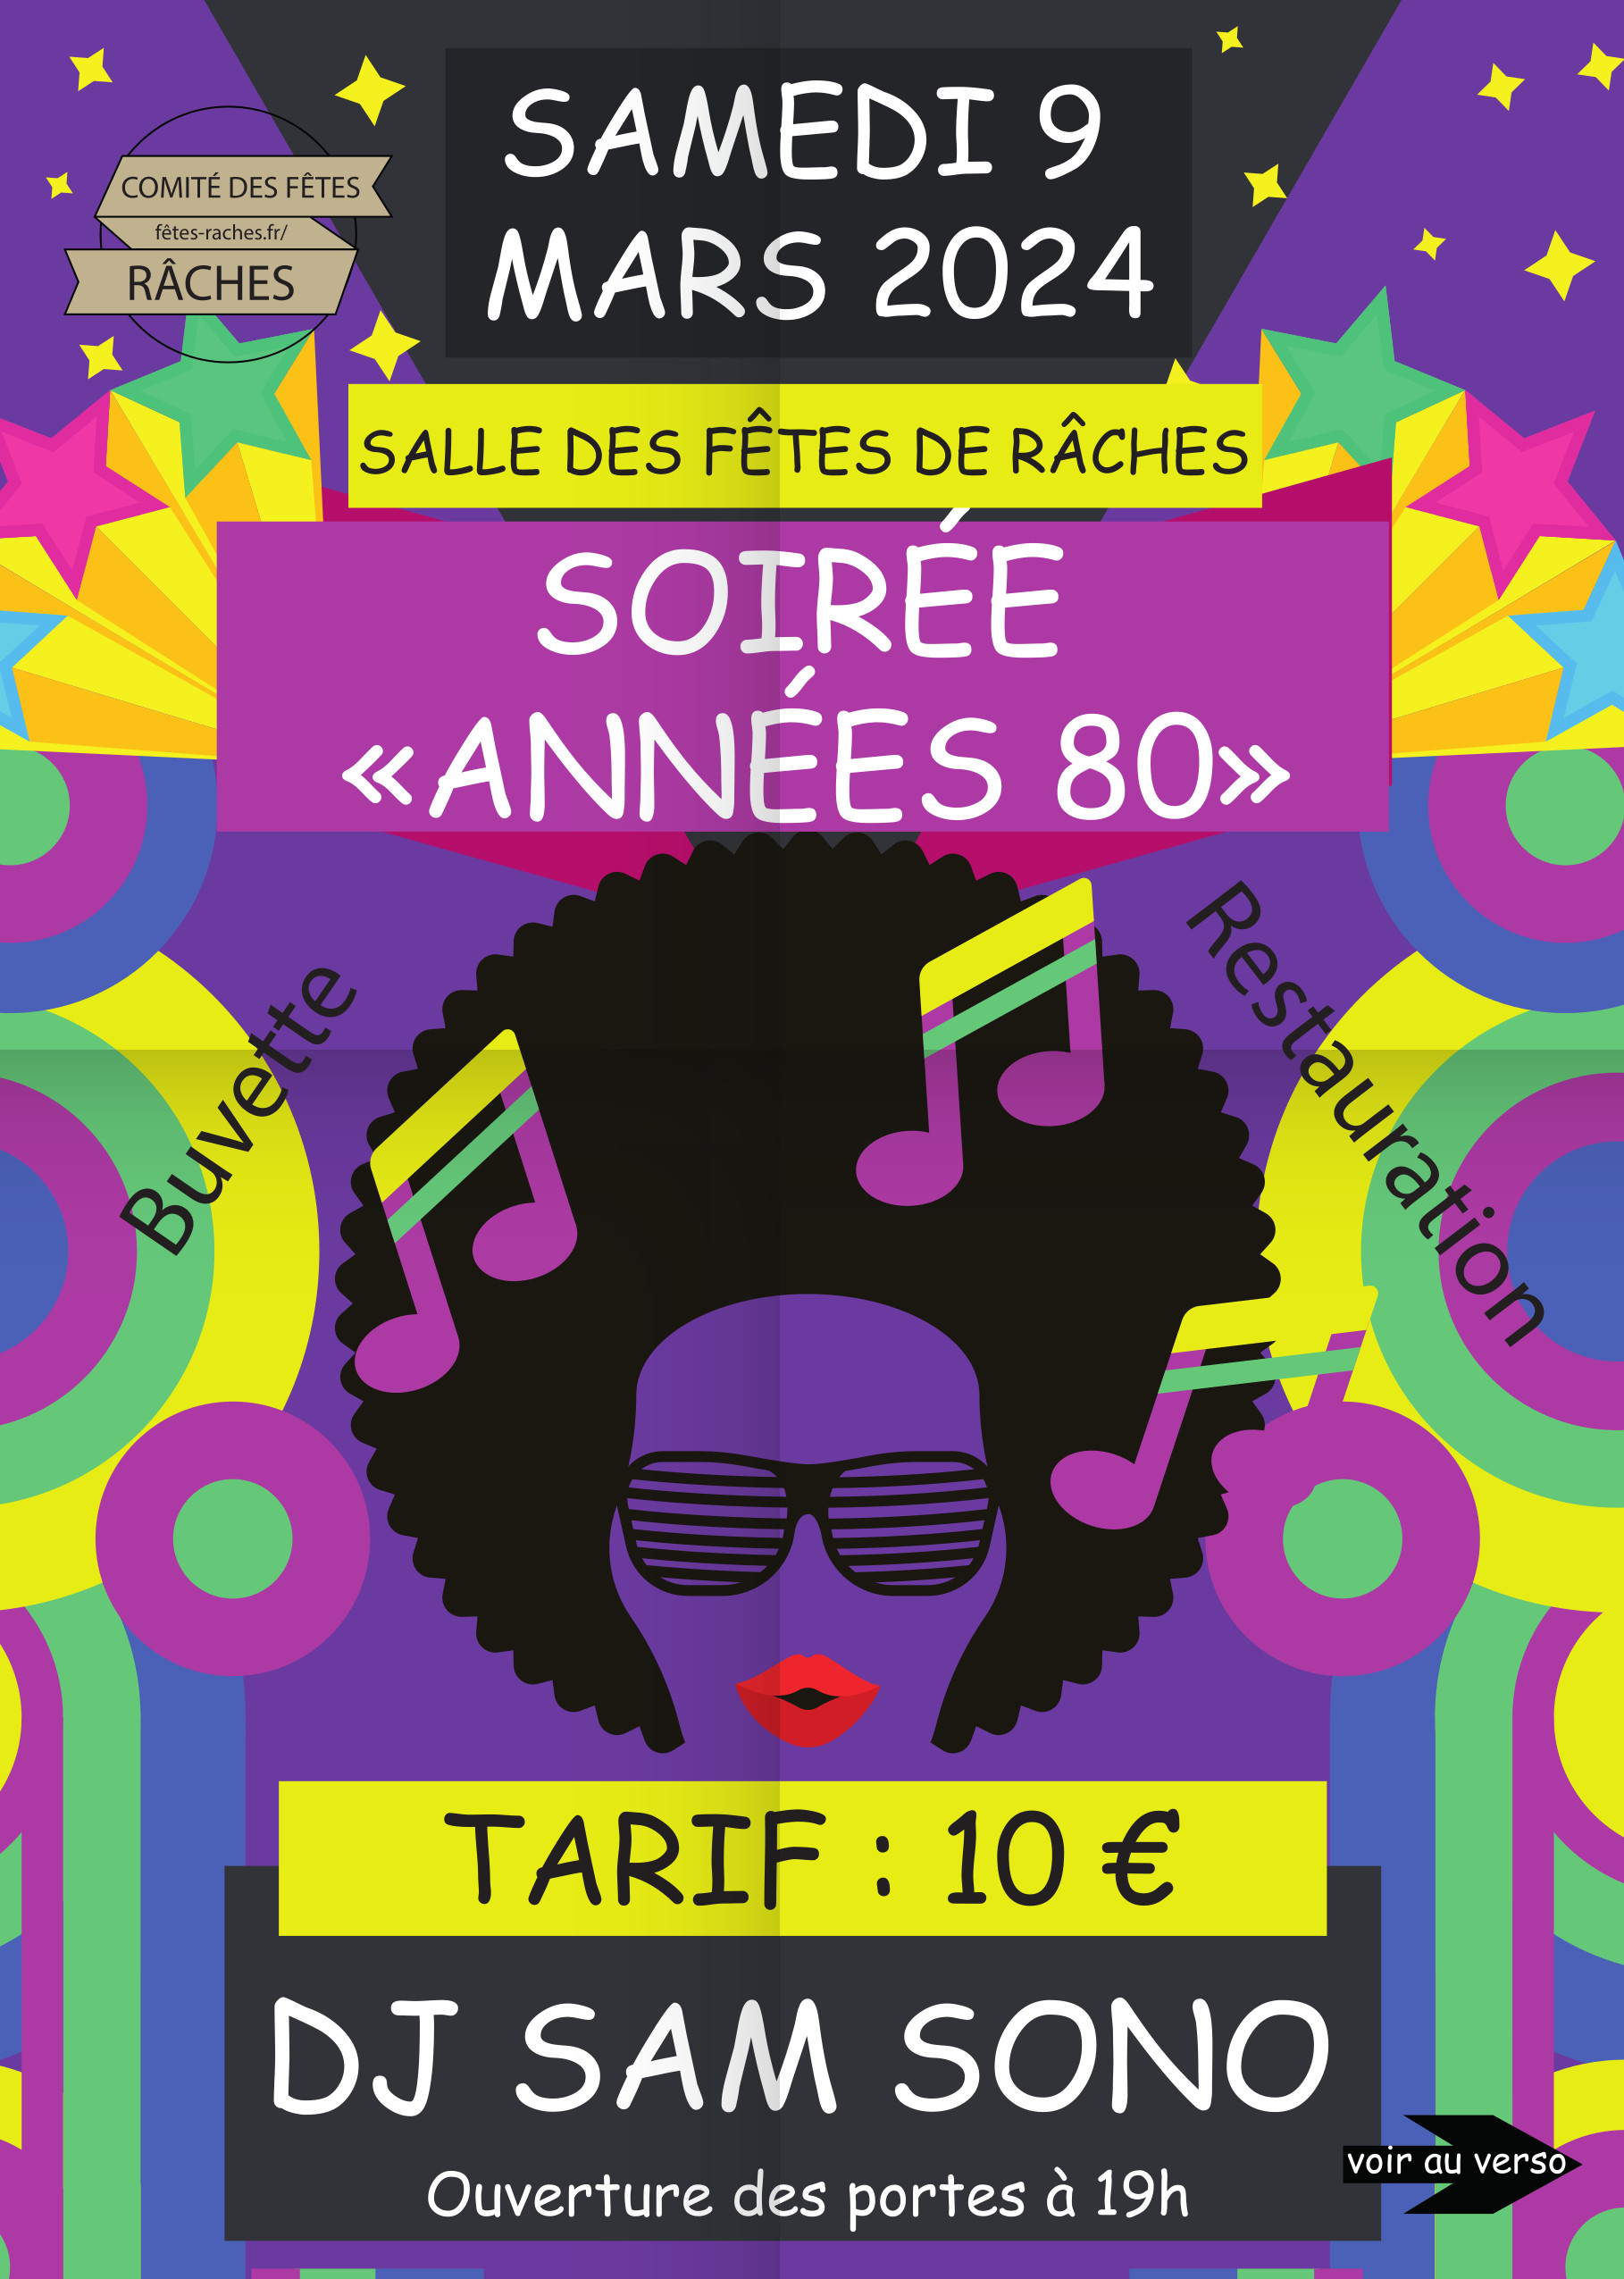 SAMEDI 9
MARS 2024
COMITÉ DES FÊTES
fêtes-raches.fr/
RÂCHES
SALLE DES FÊTES DE RÂCHES
SOIRÉE
«ANNÉES 80»
Buvette
Restauration
TARIF : 10 €
DJ SAM SONO
Ouverture des portes à 19h
voir au verso